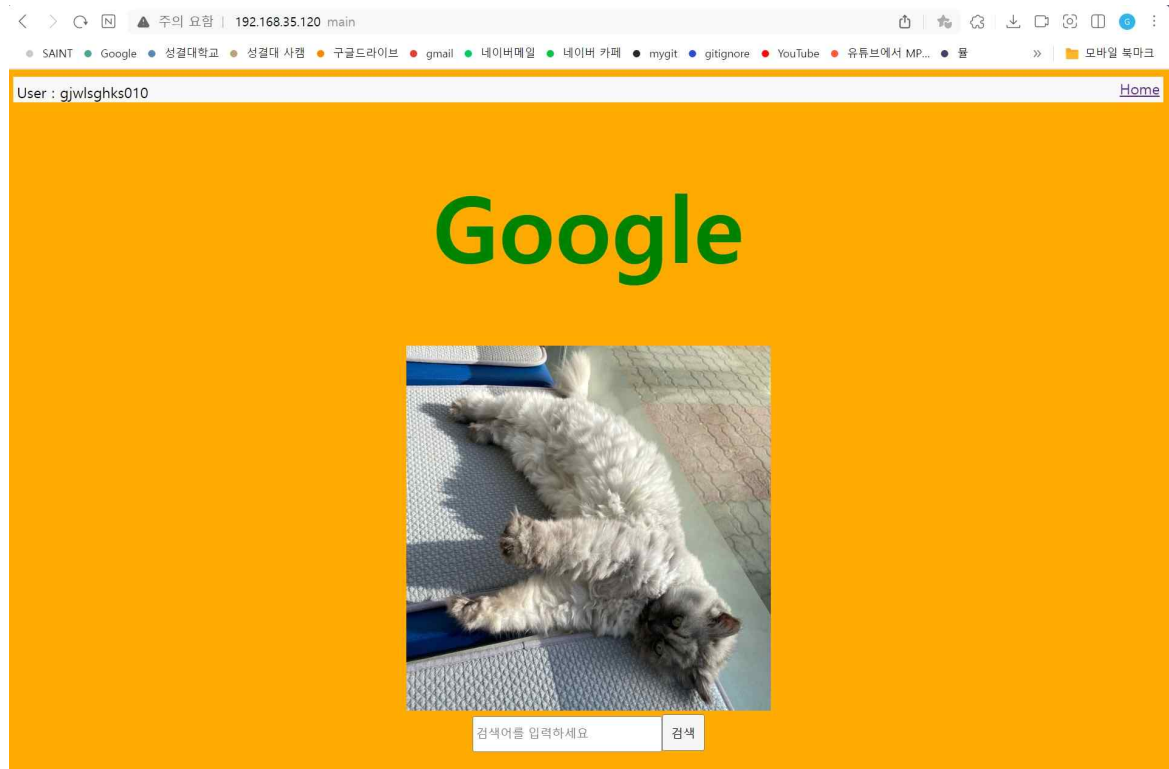 주의 요함 | 192.168.35.120 main
SAINT Google 성결대학교 성결대 사캠 구글드라이브 gmail 네이버메일 네이버 카페 mygit gitignore YouTube 유튜브에서 MP... 뮬 » 모바일 북마크
User : gjwlsghks010 Home
Google
검색어를 입력하세요 검색